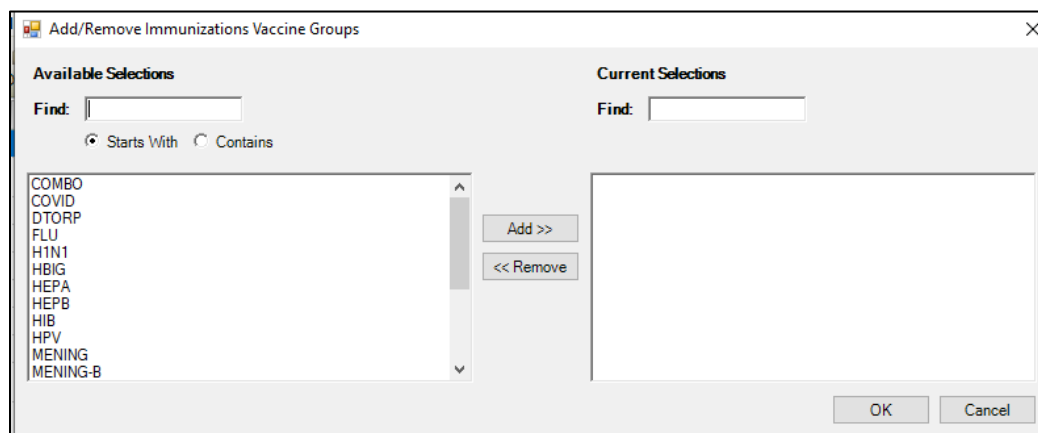 Add/Remove Immunizations Vaccine Groups
Available Selections
Current Selections
Find:
Find:
Starts With
Contains
COMBO
COVID
DTORP
FLU
H1N1
HBIG
HEPA
HEPB
HIB
HPV
MENING
MENING-B
Add >>
<< Remove
OK
Cancel